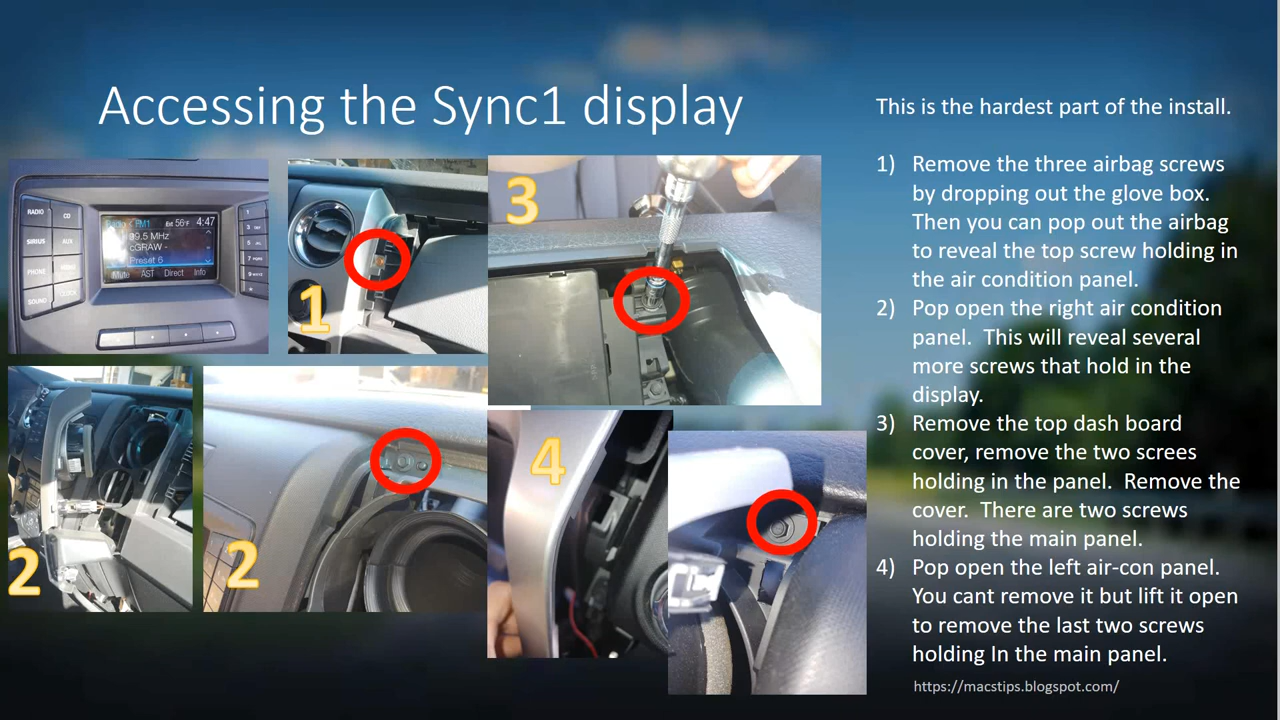 Accessing the Sync1 display
This is the hardest part of the install.
1) Remove the three airbag screws
by dropping out the glove box.
Then you can pop out the airbag
to reveal the top screw holding in
the air condition panel.
2) Pop open the right air condition
panel. This will reveal several
more screws that hold in the
display.
3) Remove the top dash board
cover, remove the two screes
holding in the panel. Remove the
cover. There are two screws
holding the main panel.
4) Pop open the left air-con panel.
You cant remove it but lift it open
to remove the last two screws
holding In the main panel.
https://macstips.blogspot.com/
RADIO
CD
SIRIUS
AUX
PHONE
SOUND
FM1
56°F
4:47
9.5 MHz
cGRAW -
Preset 6
Mute AST Direct Info
1
3
2
2
4